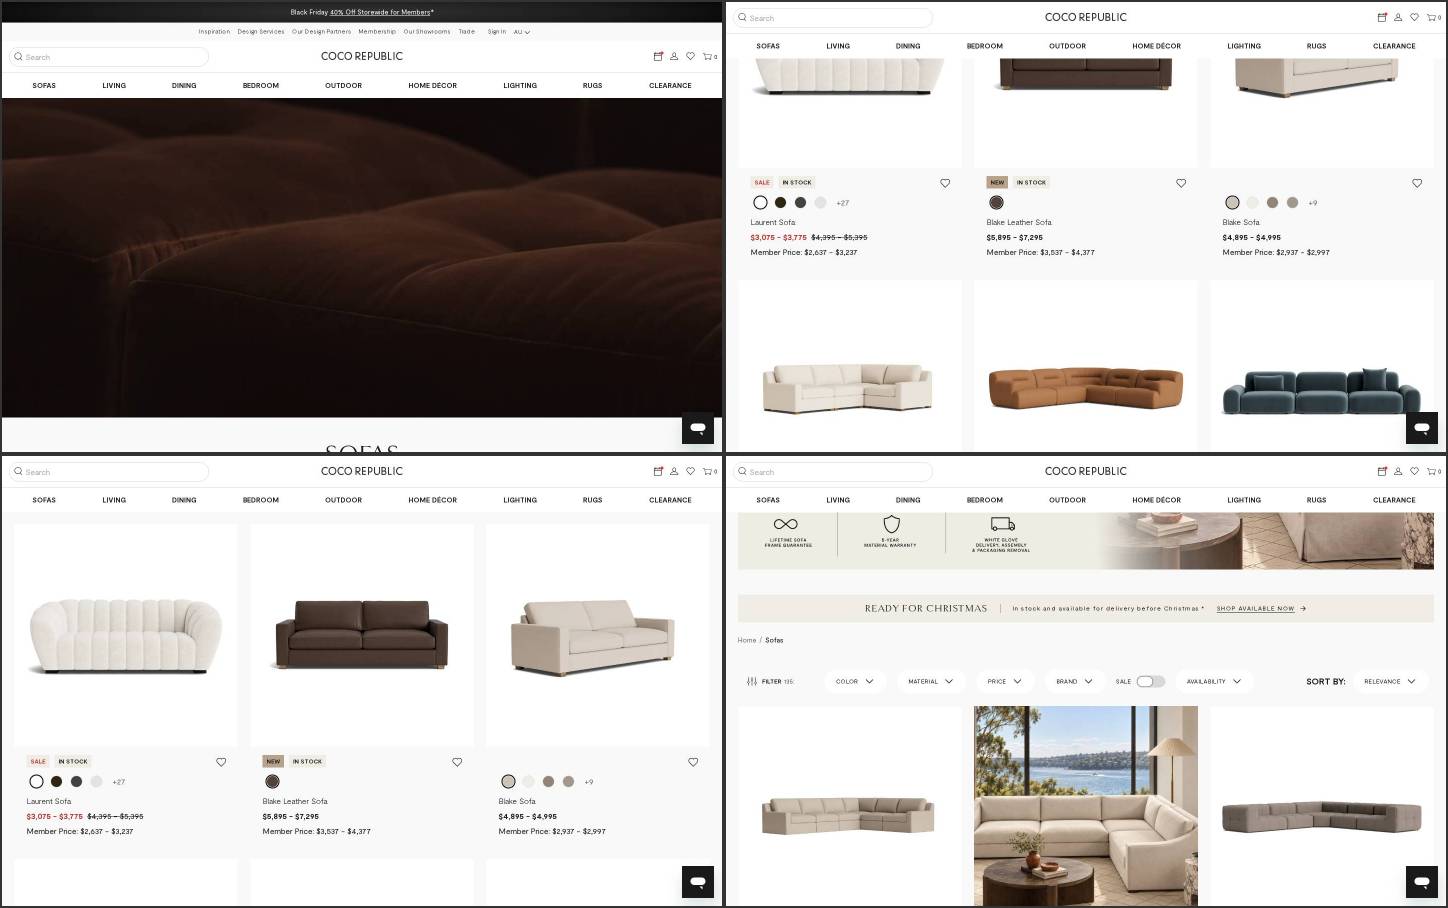 Black Friday 40% Off Storewide for Members*
Inspiration Design Services Our Design Partners Membership Our Showrooms Trade Sign In AU
Search
COCO REPUBLIC
0
SOFAS LIVING DINING BEDROOM OUTDOOR HOME DÉCOR LIGHTING RUGS CLEARANCE
SOFAS
Search
COCO REPUBLIC
0
SOFAS LIVING DINING BEDROOM OUTDOOR HOME DÉCOR LIGHTING RUGS CLEARANCE
SALE IN STOCK
+27
Laurent Sofa
$3,075 - $3,775 $4,395 - $5,395
Member Price: $2,637 - $3,237
NEW IN STOCK
Blake Leather Sofa
$5,895 - $7,295
Member Price: $3,537 - $4,377
+9
Blake Sofa
$4,895 - $4,995
Member Price: $2,937 - $2,997
Search
COCO REPUBLIC
0
SOFAS LIVING DINING BEDROOM OUTDOOR HOME DÉCOR LIGHTING RUGS CLEARANCE
SALE IN STOCK
+27
Laurent Sofa
$3,075 - $3,775 $4,395 - $5,395
Member Price: $2,637 - $3,237
NEW IN STOCK
Blake Leather Sofa
$5,895 - $7,295
Member Price: $3,537 - $4,377
+9
Blake Sofa
$4,895 - $4,995
Member Price: $2,937 - $2,997
Search
COCO REPUBLIC
0
SOFAS LIVING DINING BEDROOM OUTDOOR HOME DÉCOR LIGHTING RUGS CLEARANCE
LIFETIME SOFA
FRAME GUARANTEE
5-YEAR
MATERIAL WARRANTY
WHITE GLOVE
DELIVERY, ASSEMBLY
& PACKAGING REMOVAL
READY FOR CHRISTMAS In stock and available for delivery before Christmas * SHOP AVAILABLE NOW
Home / Sofas
FILTER COLOR MATERIAL PRICE BRAND SALE AVAILABILITY SORT BY: RELEVANCE